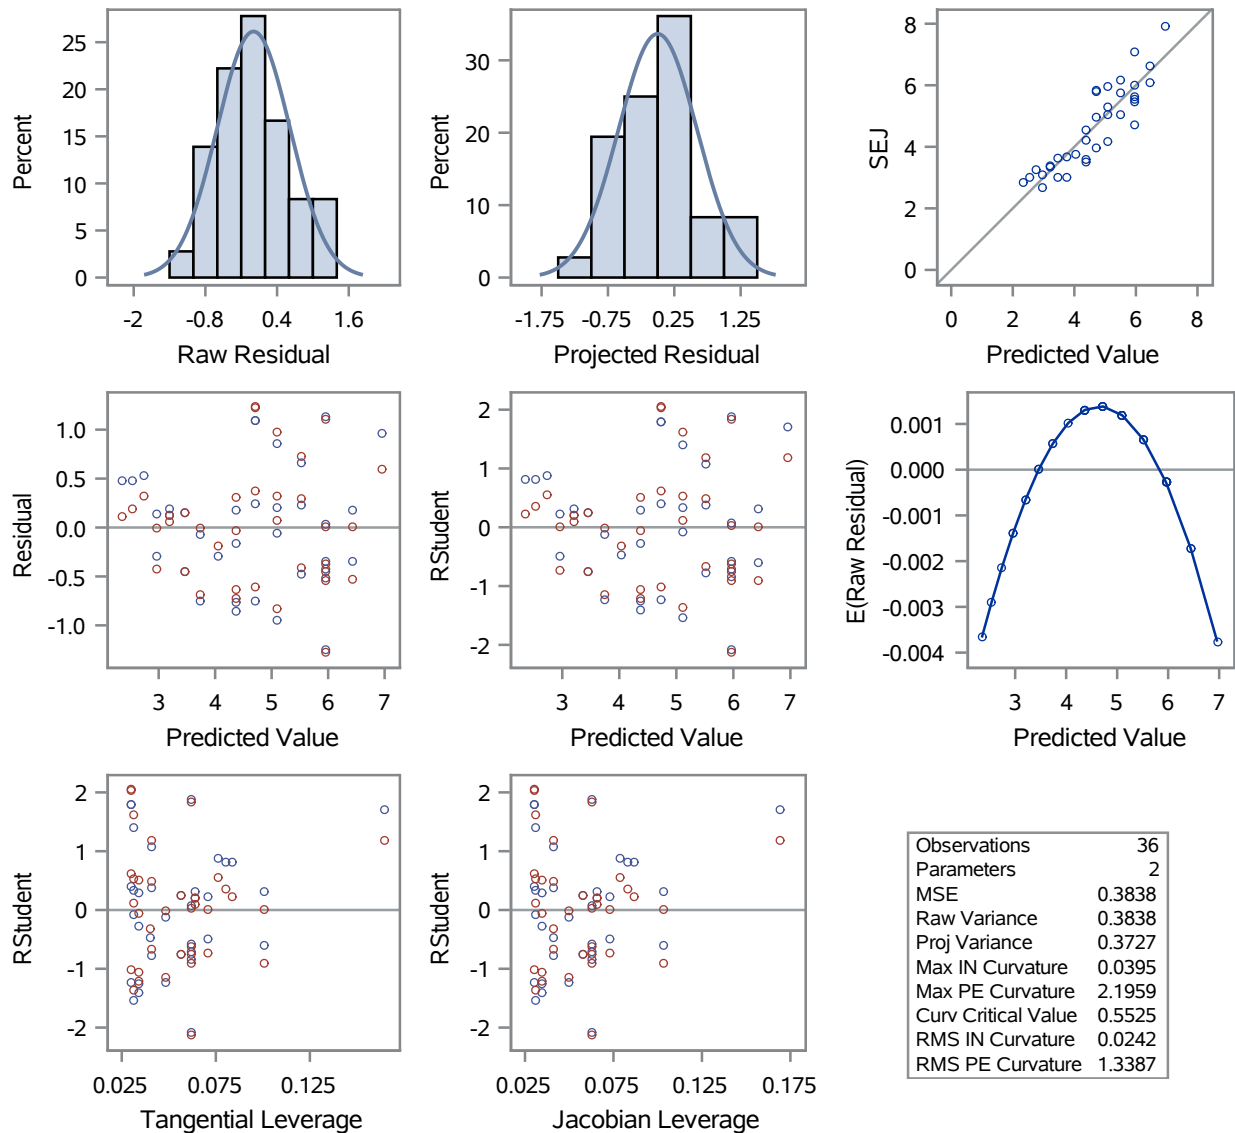 25
20
15
10
5
0
Percent
-2 -0.8 0.4 1.6
Raw Residual
30
20
10
0
Percent
-1.75 -0.75 0.25 1.25
Projected Residual
8
6
4
2
0
SEJ
0 2 4 6 8
Predicted Value
1.0
0.5
0.0
-0.5
-1.0
Residual
3 4 5 6 7
Predicted Value
2
1
0
-1
-2
RStudent
3 4 5 6 7
Predicted Value
0.001
0.000
-0.001
-0.002
-0.003
-0.004
E(Raw Residual)
3 4 5 6 7
Predicted Value
2
1
0
-1
-2
RStudent
0.025 0.075 0.125
Tangential Leverage
2
1
0
-1
-2
RStudent
0.025 0.075 0.125 0.175
Jacobian Leverage
Observations 36
Parameters 2
MSE 0.3838
Raw Variance 0.3838
Proj Variance 0.3727
Max IN Curvature 0.0395
Max PE Curvature 2.1959
Curv Critical Value 0.5525
RMS IN Curvature 0.0242
RMS PE Curvature 1.3387